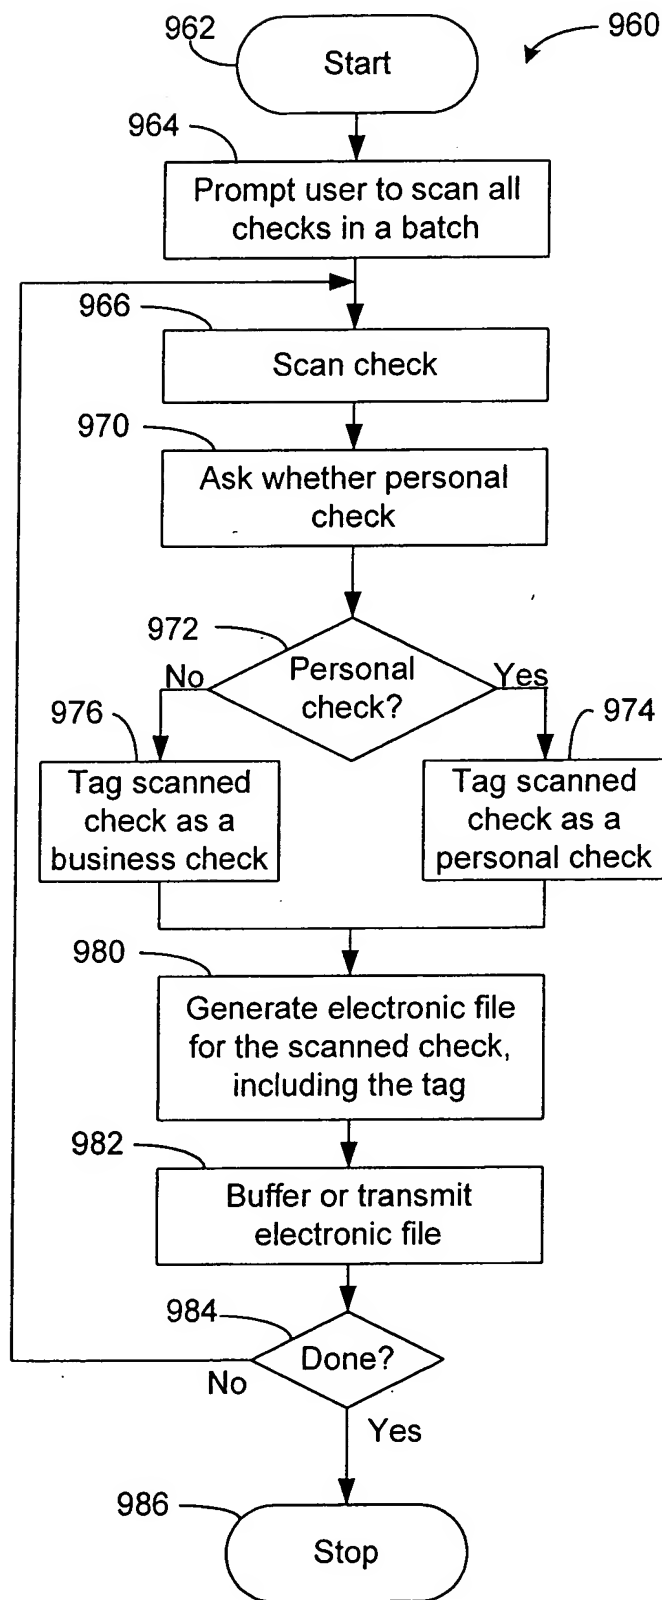 962
Start
960
964
Prompt user to scan all
checks in a batch
966
Scan check
970
Ask whether personal
check
972
Personal
check?
No
Yes
976
974
Tag scanned
check as a
business check
Tag scanned
check as a
personal check
980
Generate electronic file
for the scanned check,
including the tag
982
Buffer or transmit
electronic file
984
Done?
No
Yes
986
Stop